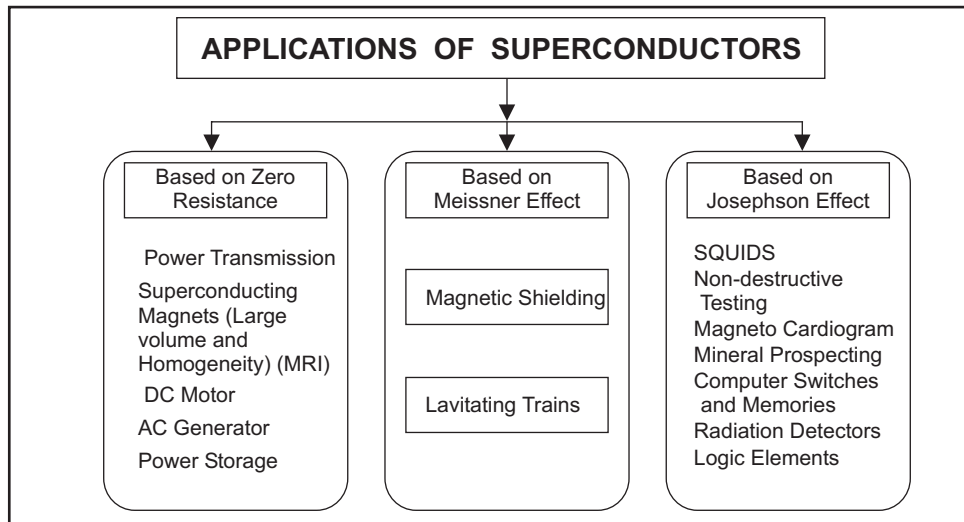 APPLICATIONS OF SUPERCONDUCTORS
Based on Zero
Resistance
Power Transmission
Superconducting
Magnets (Large
volume and
Homogeneity) (MRI)
DC Motor
AC Generator
Power Storage
Based on
Meissner Effect
Magnetic Shielding
Lavitating Trains
Based on
Josephson Effect
SQUIDS
Non-destructive
Testing
Magneto Cardiogram
Mineral Prospecting
Computer Switches
and Memories
Radiation Detectors
Logic Elements